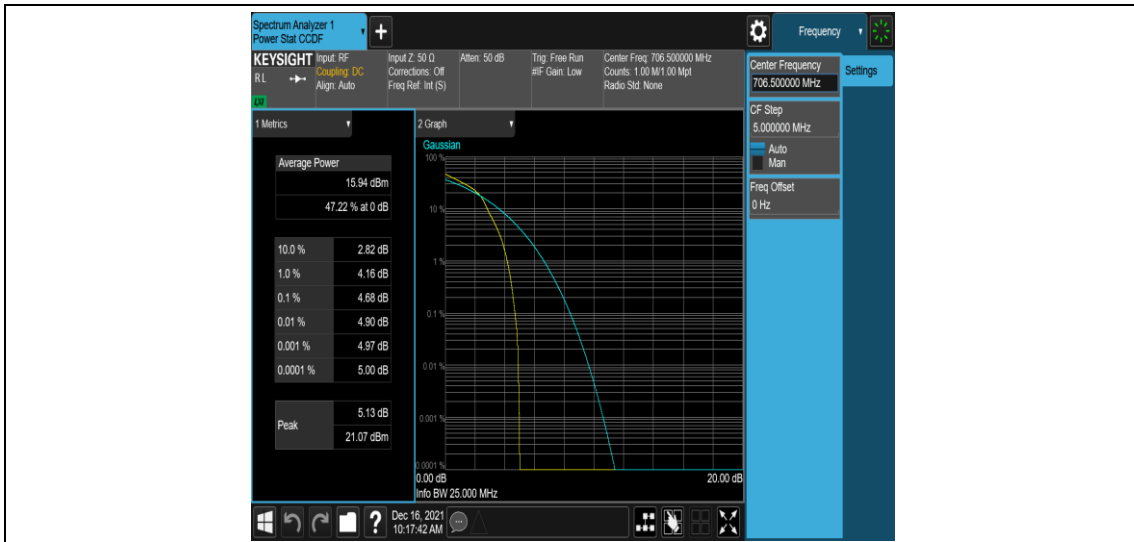 Spectrum Analyzer 1
Power Stat CCDF
Frequency
KEYSIGHT
RL
LXI
Input: RF
Coupling: DC
Align: Auto
Input Z: 50 Ω
Corrections: Off
Freq Ref: Int (S)
Atten: 50 dB
Trig: Free Run
#IF Gain: Low
Center Freq: 706.500000 MHz
Counts: 1.00 M/1.00 Mpt
Radio Std: None
Center Frequency
706.500000 MHz
Settings
CF Step
5.000000 MHz
Auto
Man
Freq Offset
0 Hz
1 Metrics
Average Power
15.94 dBm
47.22 % at 0 dB
10.0 % 2.82 dB
1.0 % 4.16 dB
0.1 % 4.68 dB
0.01 % 4.90 dB
0.001 % 4.97 dB
0.0001 % 5.00 dB
Peak
5.13 dB
21.07 dBm
2 Graph
Gaussian
100 %
10 %
1 %
0.1 %
0.01 %
0.001 %
0.0001 %
0.00 dB 20.00 dB
Info BW 25.000 MHz
Dec 16, 2021
10:17:42 AM